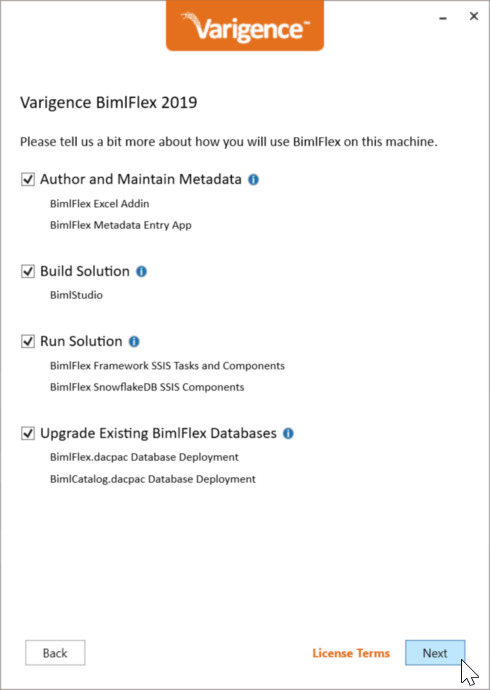 Varigence™
Varigence BimlFlex 2019
Please tell us a bit more about how you will use BimlFlex on this machine.
Author and Maintain Metadata
BimlFlex Excel Addin
BimlFlex Metadata Entry App
Build Solution
BimlStudio
Run Solution
BimlFlex Framework SSIS Tasks and Components
BimlFlex SnowflakeDB SSIS Components
Upgrade Existing BimlFlex Databases
BimlFlex.dacpac Database Deployment
BimlCatalog.dacpac Database Deployment
Back License Terms Next